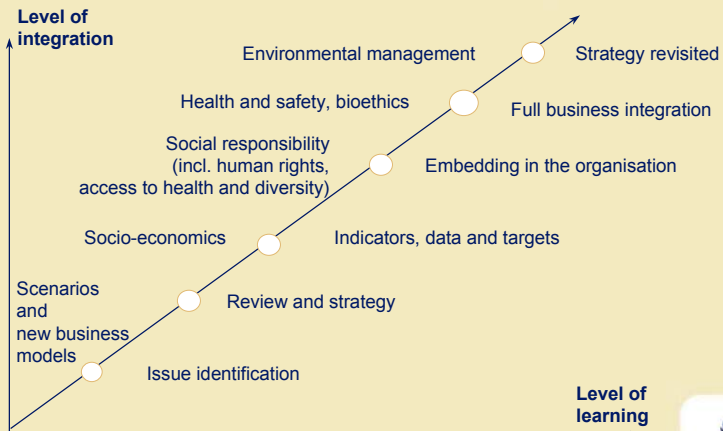 Level of
integration
Environmental management
Strategy revisited
Health and safety, bioethics
Full business integration
Social responsibility
(incl. human rights,
access to health and diversity)
Embedding in the organisation
Socio-economics
Indicators, data and targets
Scenarios
and
new business
models
Review and strategy
Issue identification
Level of
learning